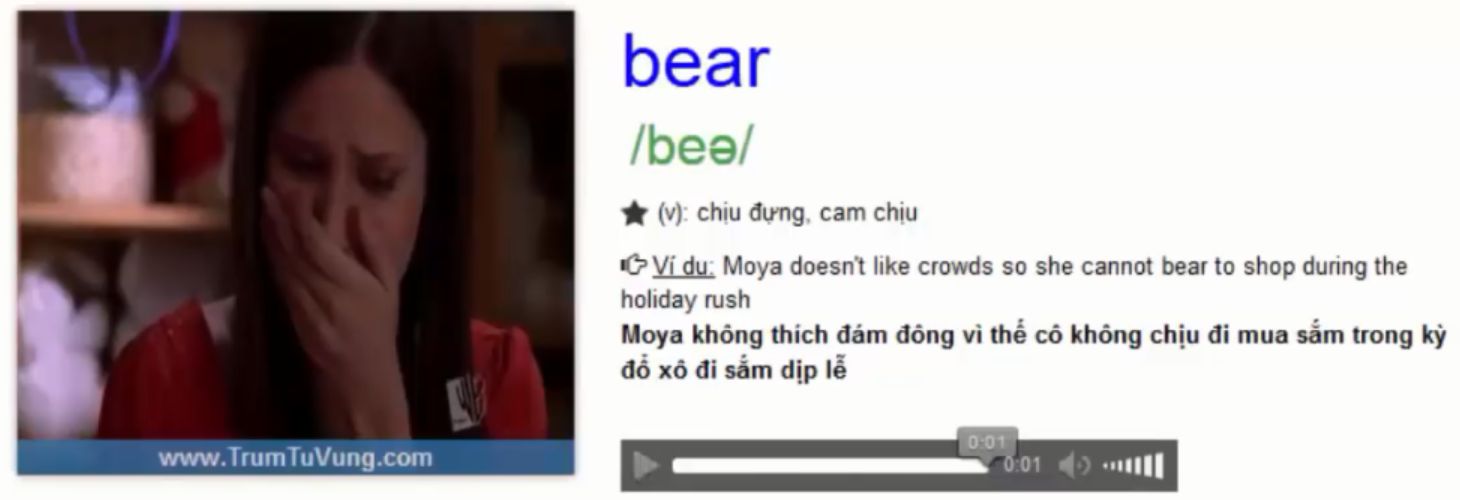 bear
/beə/
★ (v): chịu đựng, cam chịu
Ví dụ: Moya doesn't like crowds so she cannot bear to shop during the
holiday rush
Moya không thích đám đông vì thế cô không chịu đi mua sắm trong kỳ
đổ xô đi sắm dịp lễ
www.TrumTuVung.com
0:01
0:01